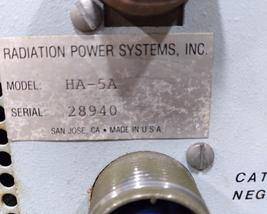 RADIATION POWER SYSTEMS, INC.
MODEL: HA-5A
SERIAL: 28940
SAN JOSE, CA • MADE IN U S A
CAT
NEG